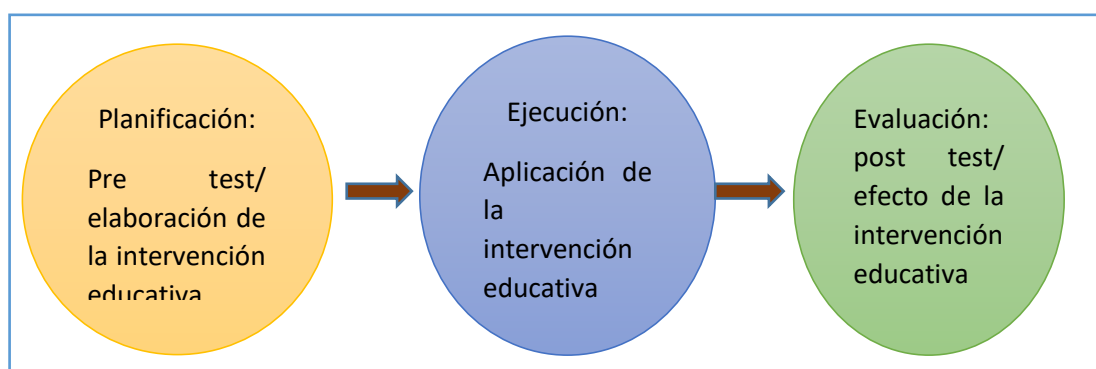 Planificación:
Pre test/
elaboración de
la intervención
educativa
Ejecución:
Aplicación de
la
intervención
educativa
Evaluación:
post test/
efecto de la
intervención
educativa